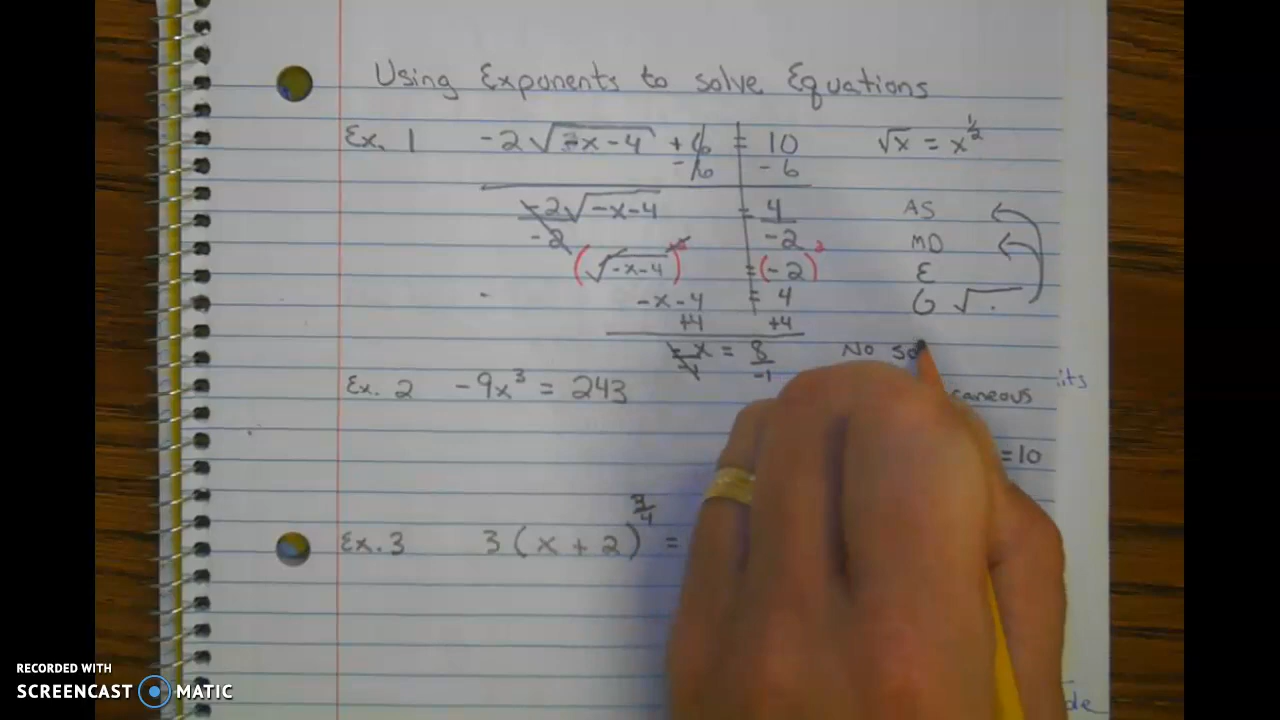 Using Exponents to solve Equations
Ex. 1 -2√(-x-4) + 6 = 10 √x = x^(1/2)
-6 -6
-2√(-x-4) = 4 AS
-2 -2 MD
(√(-x-4))² = (-2)² E
-x-4 = 4 G √
+4 +4
-x = 8 No so
-1 -1
Ex. 2 -9x³ = 243
= 10
Ex. 3 3(x+2)^(3/4) =
RECORDED WITH
SCREENCAST MATIC